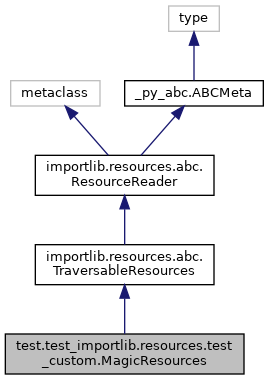 type
metaclass
_py_abc.ABCMeta
importlib.resources.abc.
ResourceReader
importlib.resources.abc.
TraversableResources
test.test_importlib.resources.test
_custom.MagicResources